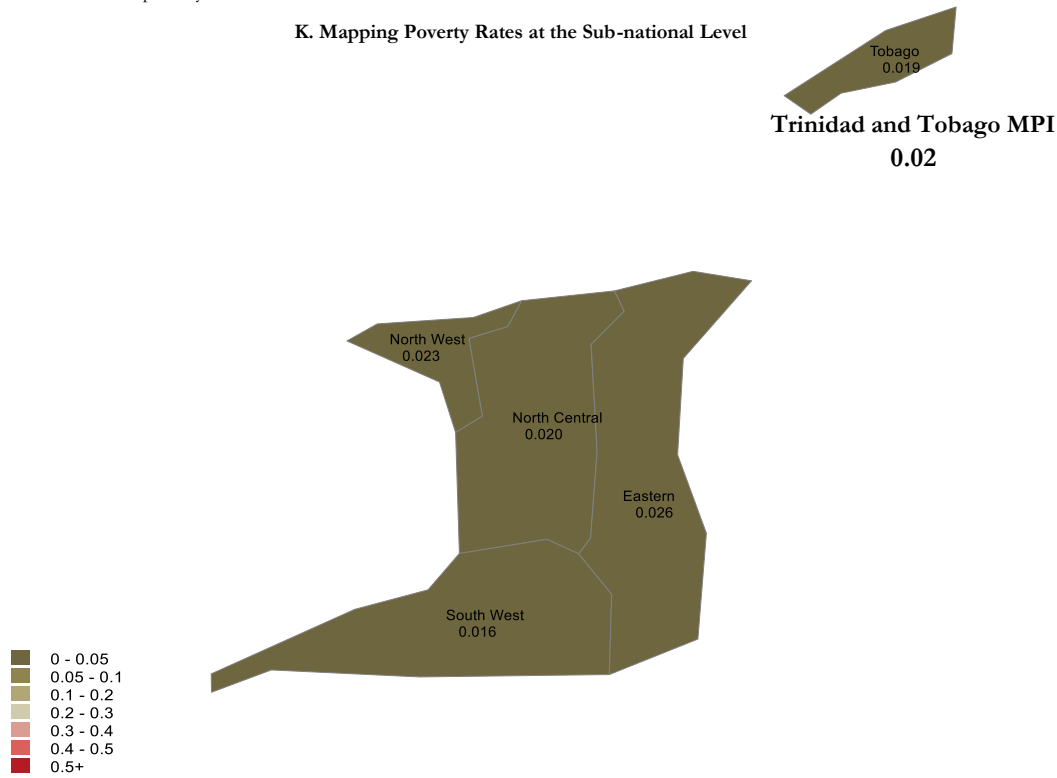 K. Mapping Poverty Rates at the Sub-national Level
Tobago
0.019
Trinidad and Tobago MPI
0.02
North West
0.023
North Central
0.020
Eastern
0.026
South West
0.016
0 - 0.05
0.05 - 0.1
0.1 - 0.2
0.2 - 0.3
0.3 - 0.4
0.4 - 0.5
0.5+